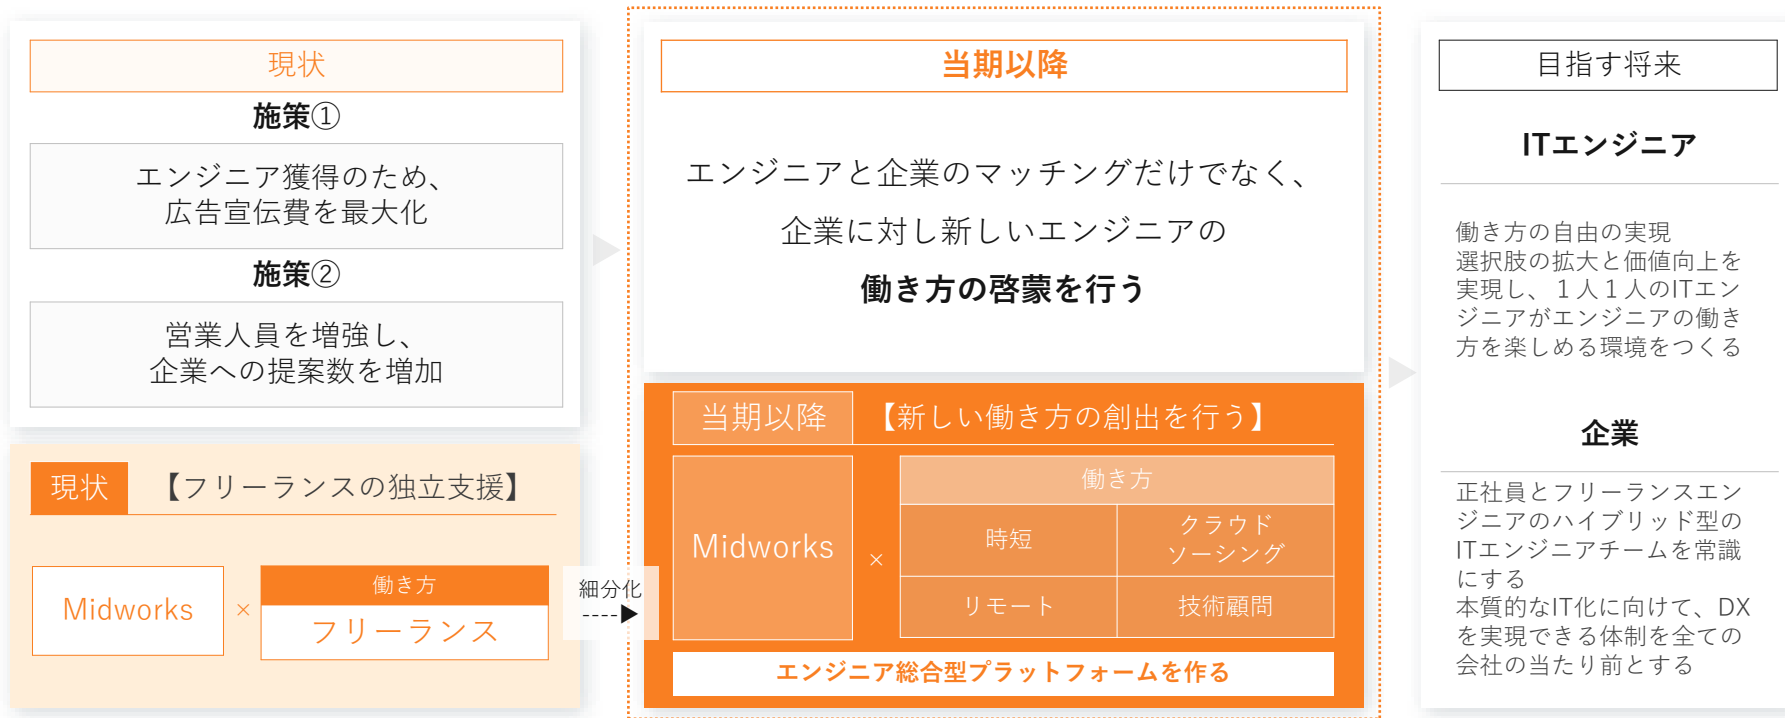 現状
施策①
エンジニア獲得のため、
広告宣伝費を最大化
施策②
営業人員を増強し、
企業への提案数を増加
現状
【フリーランスの独立支援】
Midworks
×
働き方
フリーランス
細分化
当期以降
エンジニアと企業のマッチングだけでなく、
企業に対し新しいエンジニアの
働き方の啓蒙を行う
当期以降
【新しい働き方の創出を行う】
Midworks
×
働き方
時短
クラウド
ソーシング
リモート
技術顧問
エンジニア総合型プラットフォームを作る
目指す将来
ITエンジニア
働き方の自由の実現
選択肢の拡大と価値向上を
実現し、１人１人のITエン
ジニアがエンジニアの働き
方を楽しめる環境をつくる
企業
正社員とフリーランスエン
ジニアのハイブリッド型の
ITエンジニアチームを常識
にする
本質的なIT化に向けて、DX
を実現できる体制を全ての
会社の当たり前とする